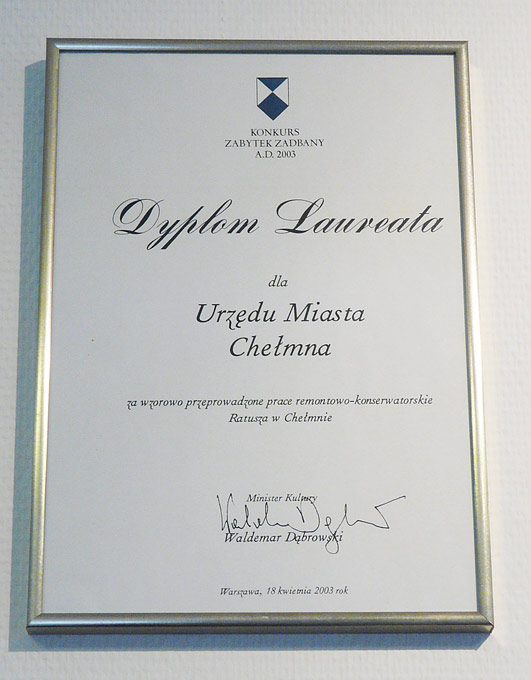 KONKURS
ZABYTEK ZADBANY
A.D. 2003
Dyplom Laureata
dla
Urzędu Miasta
Chełmna
za wzorowo przeprowadzone prace remontowo-konserwatorskie
Ratusza w Chełmnie
Minister Kultury
Waldemar Dąbrowski
Warszawa, 18 kwietnia 2003 rok